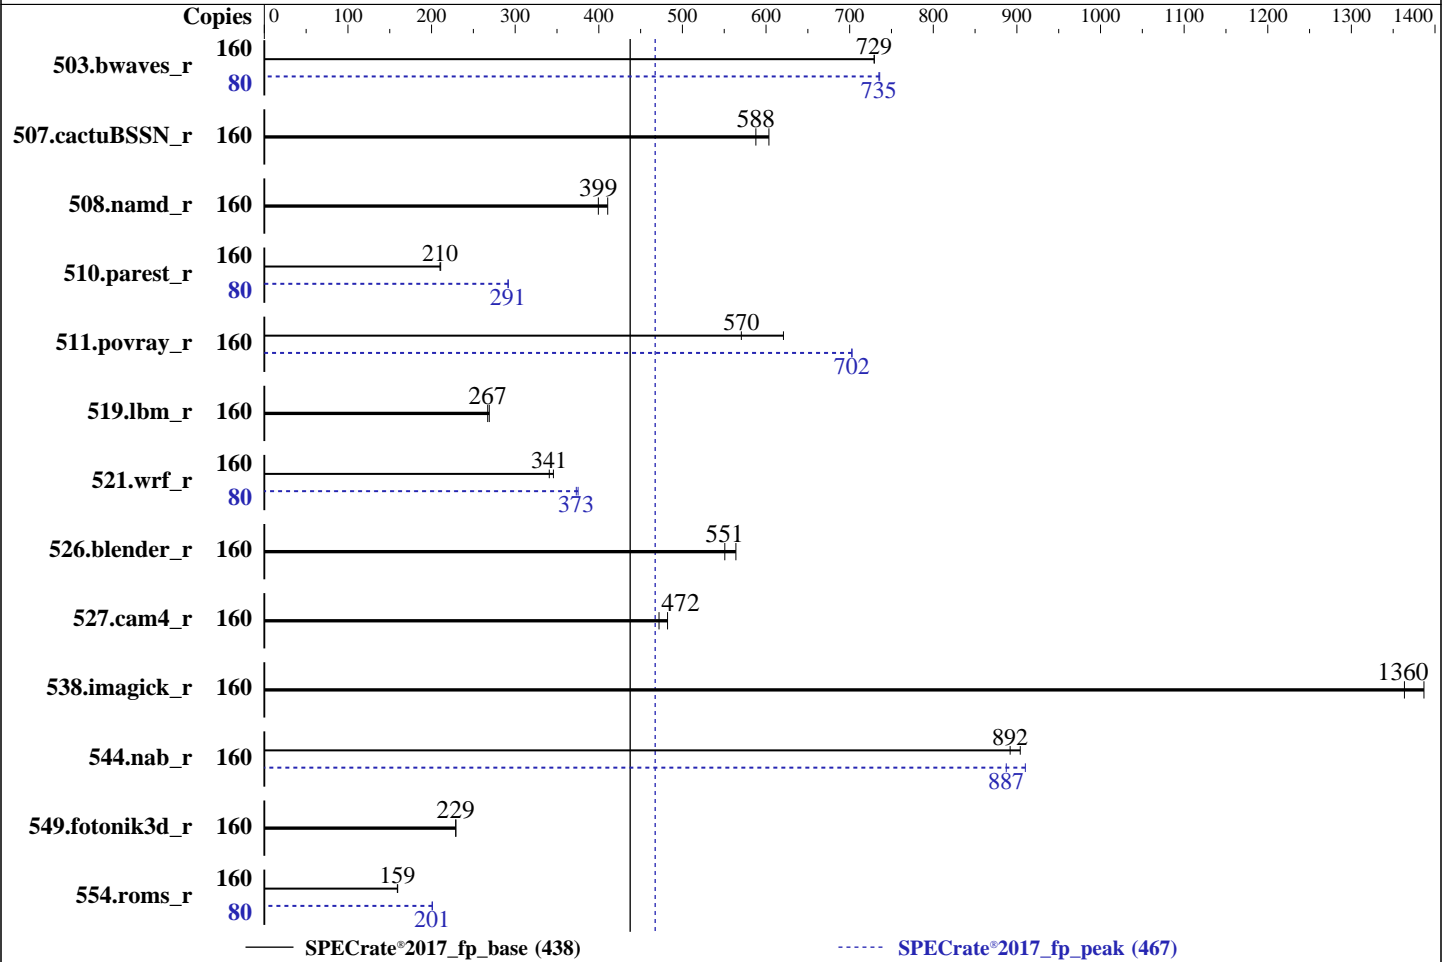 Copies 0 100 200 300 400 500 600 700 800 900 1000 1100 1200 1300 1400
503.bwaves_r 160 729
80 735
507.cactuBSSN_r 160 588
508.namd_r 160 399
510.parest_r 160 210
80 291
511.povray_r 160 570
702
519.lbm_r 160 267
521.wrf_r 160 341
80 373
526.blender_r 160 551
527.cam4_r 160 472
538.imagick_r 160 1360
544.nab_r 160 892
887
549.fotonik3d_r 160 229
554.roms_r 160 159
80 201
SPECrate®2017_fp_base (438) SPECrate®2017_fp_peak (467)